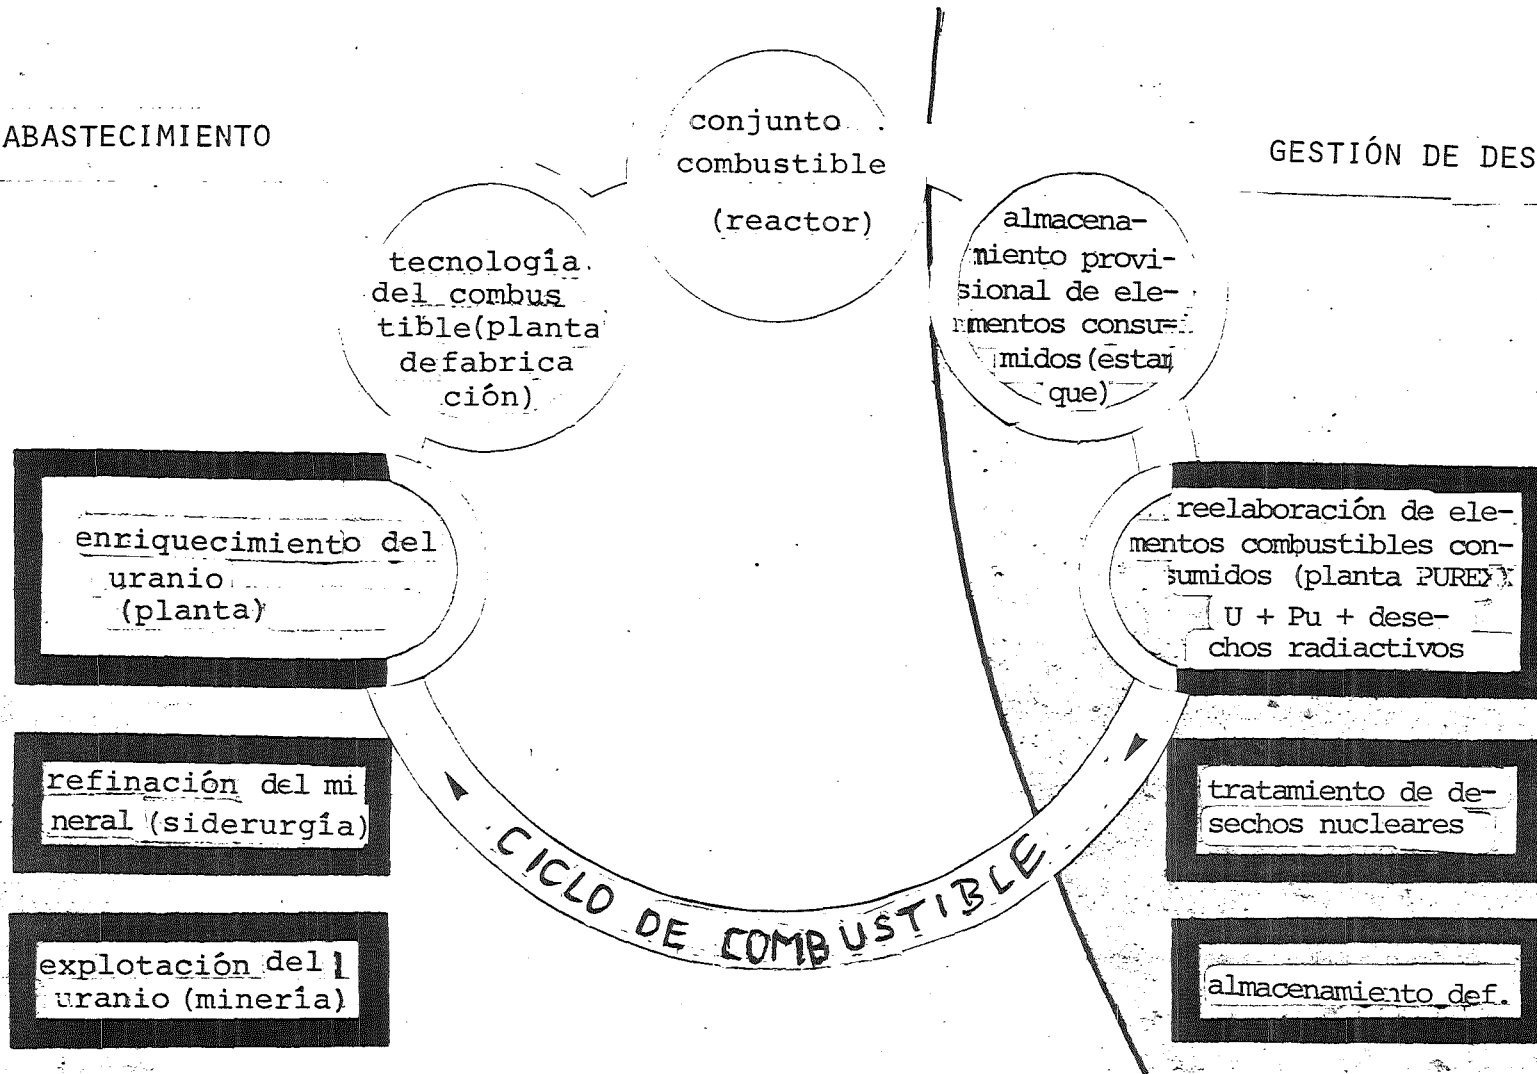 ABASTECIMIENTO
conjunto
combustible
(reactor)
GESTIÓN DE DES
tecnología
del combus
tible(planta
defabrica
ción)
almacena-
miento provi-
sional de ele-
mentos consu-
midos (estan
que)
enriquecimiento del
uranio
(planta)
reelaboración de ele-
mentos combustibles con-
sumidos (planta PUREX)
U + Pu + dese-
chos radiactivos
refinación del mi
neral (siderurgía)
tratamiento de de-
sechos nucleares
explotación del
uranio (minería)
almacenamiento def.
CICLO DE COMBUSTIBLE